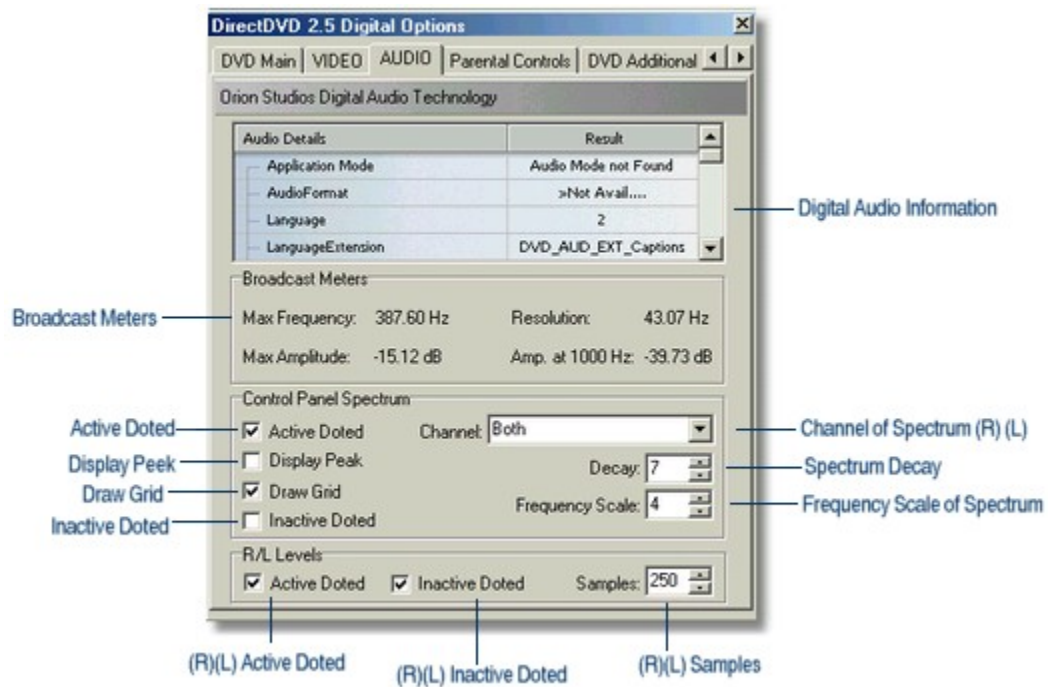 DirectDVD 2.5 Digital Options
DVD Main VIDEO AUDIO Parental Controls DVD Additional
Orion Studios Digital Audio Technology
Audio Details Result
Application Mode Audio Mode not Found
AudioFormat >Not Avail....
Language 2
LanguageExtension DVD_AUD_EXT_Captions
Digital Audio Information
Broadcast Meters
Broadcast Meters
Max Frequency: 387.60 Hz Resolution: 43.07 Hz
Max Amplitude: -15.12 dB Amp. at 1000 Hz: -39.73 dB
Control Panel Spectrum
Active Doted Active Doted Channel: Both Channel of Spectrum (R) (L)
Display Peek Display Peak Decay: 7 Spectrum Decay
Draw Grid Draw Grid Frequency Scale: 4 Frequency Scale of Spectrum
Inactive Doted Inactive Doted
R/L Levels
Active Doted Inactive Doted Samples: 250
(R)(L) Active Doted (R)(L) Inactive Doted (R)(L) Samples